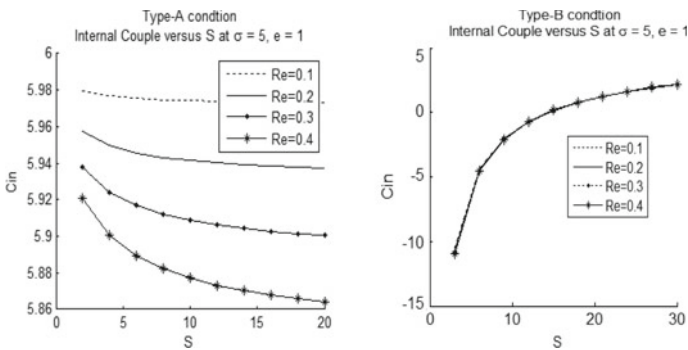 Type-A condtion
Internal Couple versus S at σ = 5, e = 1
6
5.98
5.96
5.94
5.92
5.9
5.88
5.86
Cin
0
5
10
15
20
S
Re=0.1
Re=0.2
Re=0.3
Re=0.4
Type-B condtion
Internal Couple versus S at σ = 5, e = 1
5
0
-5
-10
-15
Cin
0
10
20
30
S
Re=0.1
Re=0.2
Re=0.3
Re=0.4